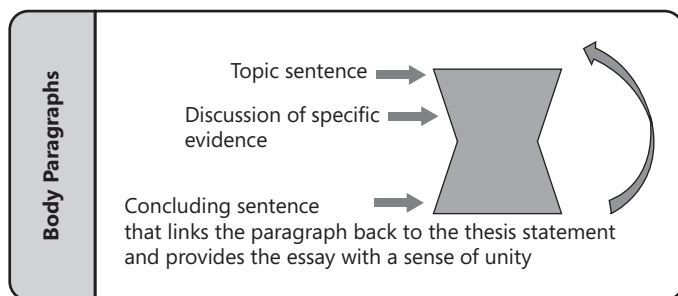 Body Paragraphs
Topic sentence
Discussion of specific
evidence
Concluding sentence
that links the paragraph back to the thesis statement
and provides the essay with a sense of unity